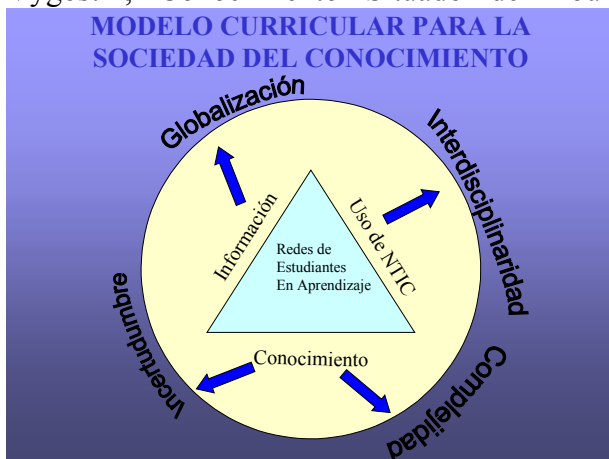 MODELO CURRICULAR PARA LA
SOCIEDAD DEL CONOCIMIENTO
Globalización
Interdisciplinaridad
Información
Uso de NTIC
Redes de
Estudiantes
En Aprendizaje
Conocimiento
Incertudumbre
Complejidad